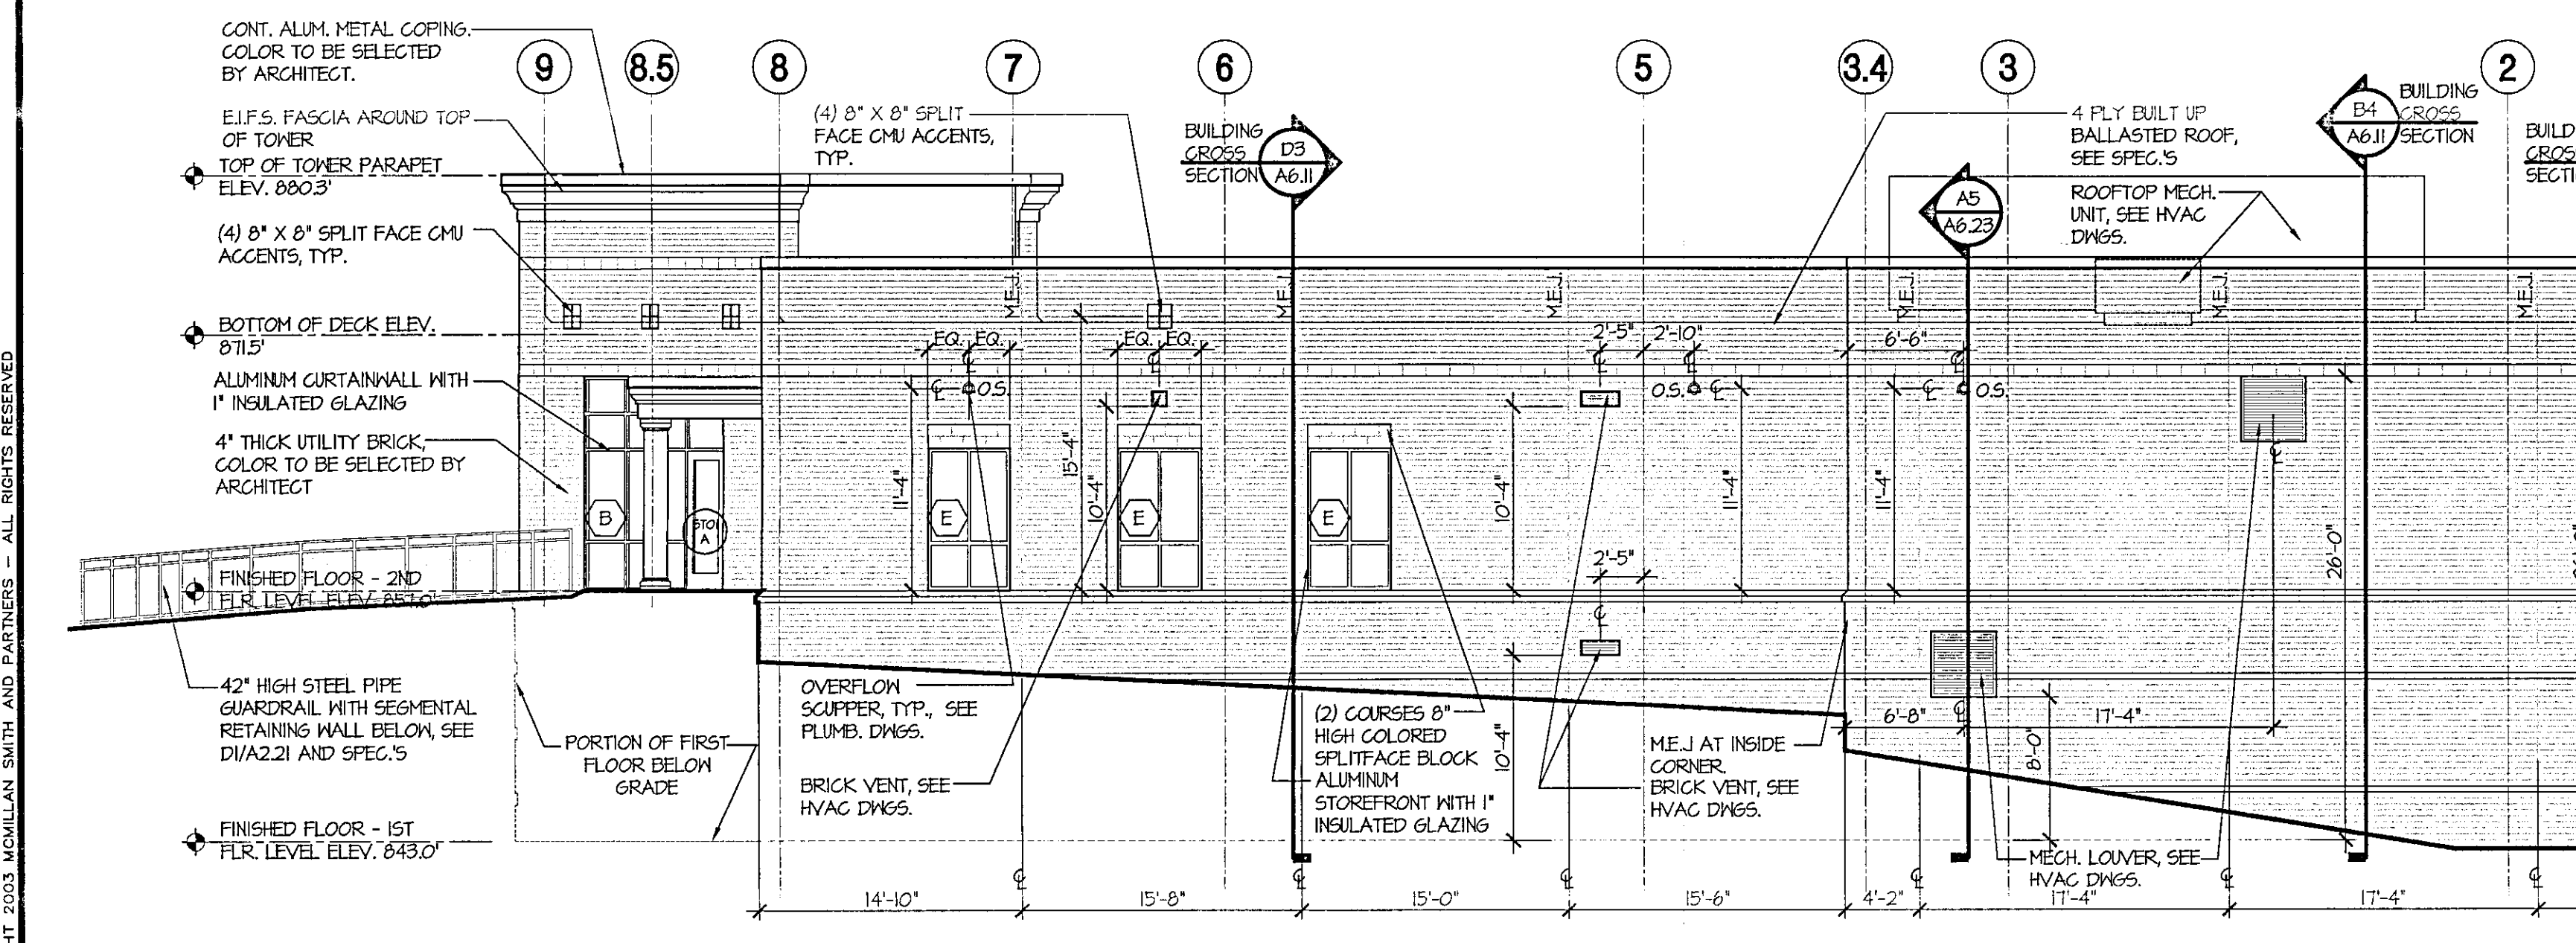 CONT. ALUM. METAL COPING.
COLOR TO BE SELECTED
BY ARCHITECT.
E.I.F.S. FASCIA AROUND TOP
OF TOWER
TOP OF TOWER PARAPET
ELEV. 880.3'
(4) 8" X 8" SPLIT FACE CMU
ACCENTS, TYP.
BOTTOM OF DECK ELEV.
871.5'
ALUMINUM CURTAINWALL WITH
1" INSULATED GLAZING
4" THICK UTILITY BRICK,
COLOR TO BE SELECTED BY
ARCHITECT
FINISHED FLOOR - 2ND
FLR. LEVEL ELEV. 857.0'
42" HIGH STEEL PIPE
GUARDRAIL WITH SEGMENTAL
RETAINING WALL BELOW, SEE
D1/A2.21 AND SPEC.'S
FINISHED FLOOR - 1ST
FLR. LEVEL ELEV. 843.0'
PORTION OF FIRST
FLOOR BELOW
GRADE
9
8.5
8
7
6
5
3.4
3
2
(4) 8" X 8" SPLIT
FACE CMU ACCENTS,
TYP.
BUILDING
CROSS
SECTION
D3
A6.11
A5
A6.23
4 PLY BUILT UP
BALLASTED ROOF,
SEE SPEC.'S
ROOFTOP MECH.
UNIT, SEE HVAC
DWGS.
B4
A6.11
BUILDING
CROSS
SECTION
BUILD
CROS
SECTI
M.E.J.
M.E.J.
M.E.J.
M.E.J.
M.E.J.
M.E.J.
EQ. EQ.
EQ. EQ.
2'-5" 2'-10"
6'-6"
O.S.
O.S.
O.S.
11'-4"
15'-4"
10'-4"
10'-4"
11'-4"
11'-4"
26'-0"
B
STO
A
E
E
E
2'-5"
OVERFLOW
SCUPPER, TYP., SEE
PLUMB. DWGS.
BRICK VENT, SEE
HVAC DWGS.
(2) COURSES 8"
HIGH COLORED
SPLITFACE BLOCK
ALUMINUM
STOREFRONT WITH 1"
INSULATED GLAZING
10'-4"
M.E.J AT INSIDE
CORNER.
BRICK VENT, SEE
HVAC DWGS.
6'-8"
17'-4"
8'-0"
MECH. LOUVER, SEE
HVAC DWGS.
14'-10"
15'-8"
15'-0"
15'-6"
4'-2"
17'-4"
17'-4"
HT 2003 MCMILLAN SMITH AND PARTNERS — ALL RIGHTS RESERVED